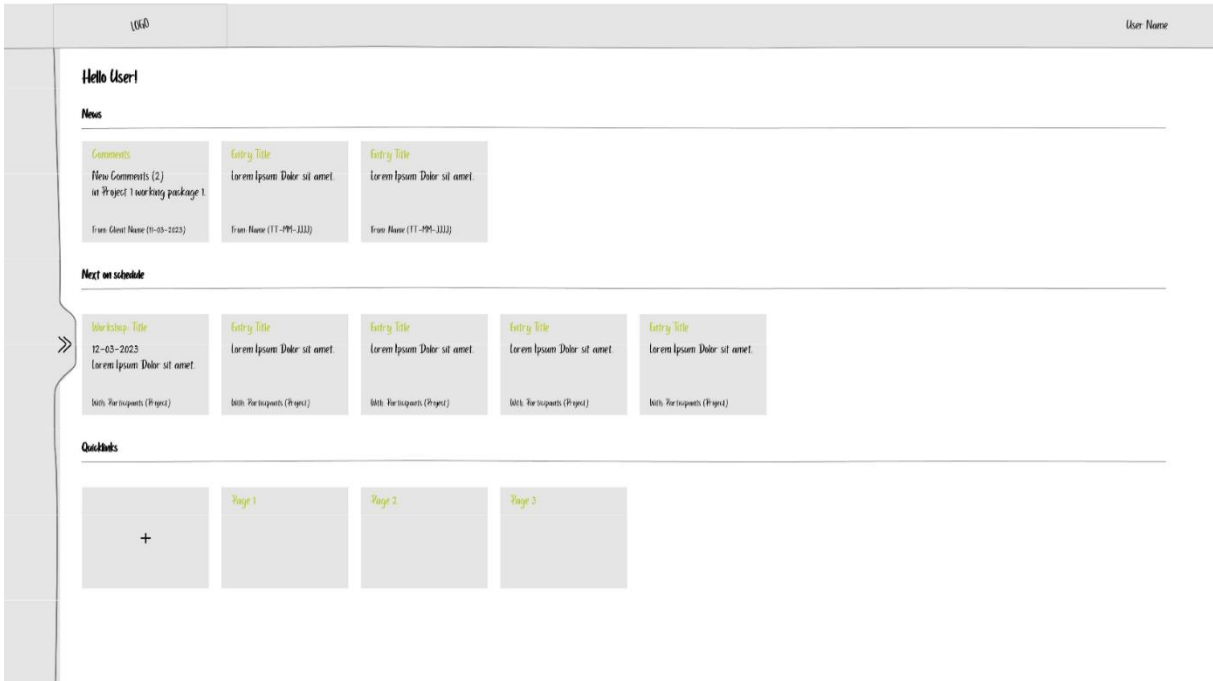 LOGO
User Name
Hello User!
News
Comments
New Comments (2)
in Project 1 working package 1.
From: Client Name (11-03-2023)
Entry Title
Lorem Ipsum Dolor sit amet.
From: Name (TT-MM-JJJJ)
Entry Title
Lorem Ipsum Dolor sit amet.
From: Name (TT-MM-JJJJ)
Next on schedule
Workshop: Title
12-03-2023
Lorem Ipsum Dolor sit amet.
With: Participants (Project)
Entry Title
Lorem Ipsum Dolor sit amet.
With: Participants (Project)
Entry Title
Lorem Ipsum Dolor sit amet.
With: Participants (Project)
Entry Title
Lorem Ipsum Dolor sit amet.
With: Participants (Project)
Entry Title
Lorem Ipsum Dolor sit amet.
With: Participants (Project)
Quicklinks
+
Page 1
Page 2
Page 3